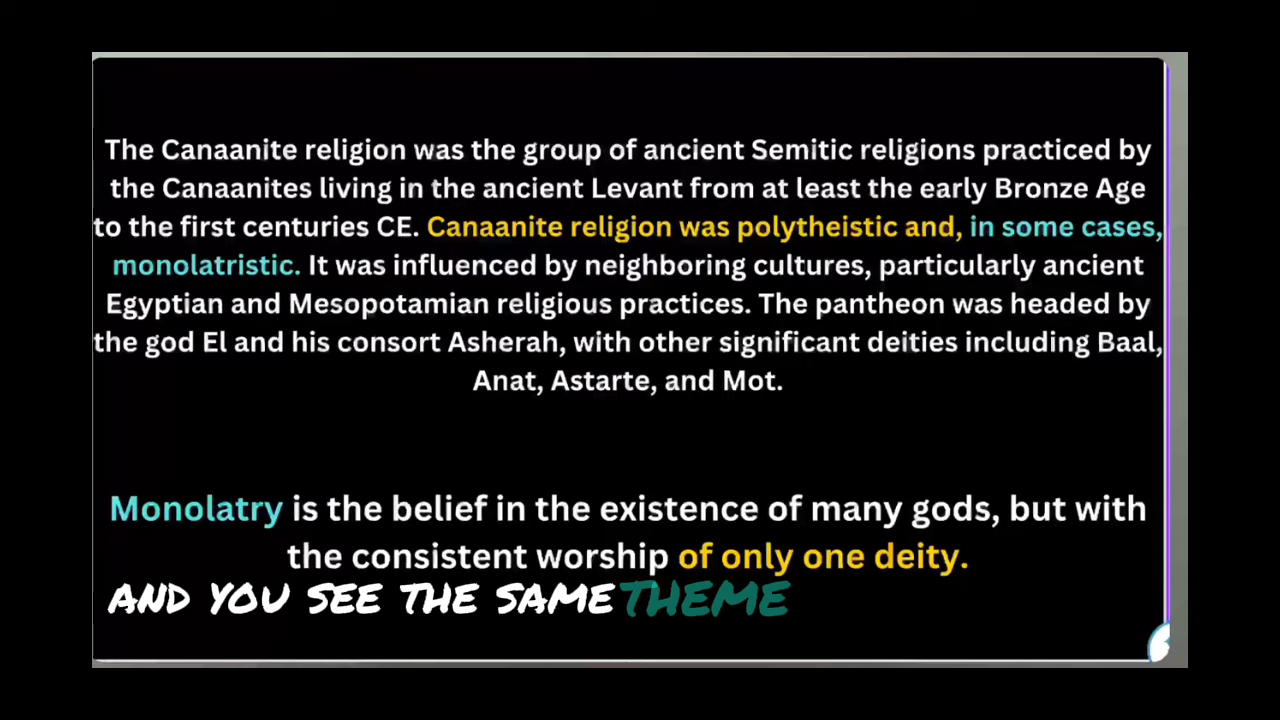 The Canaanite religion was the group of ancient Semitic religions practiced by
the Canaanites living in the ancient Levant from at least the early Bronze Age
to the first centuries CE. Canaanite religion was polytheistic and, in some cases,
monolatristic. It was influenced by neighboring cultures, particularly ancient
Egyptian and Mesopotamian religious practices. The pantheon was headed by
the god El and his consort Asherah, with other significant deities including Baal,
Anat, Astarte, and Mot.
Monolatry is the belief in the existence of many gods, but with
the consistent worship of only one deity.
AND YOU SEE THE SAME THEME